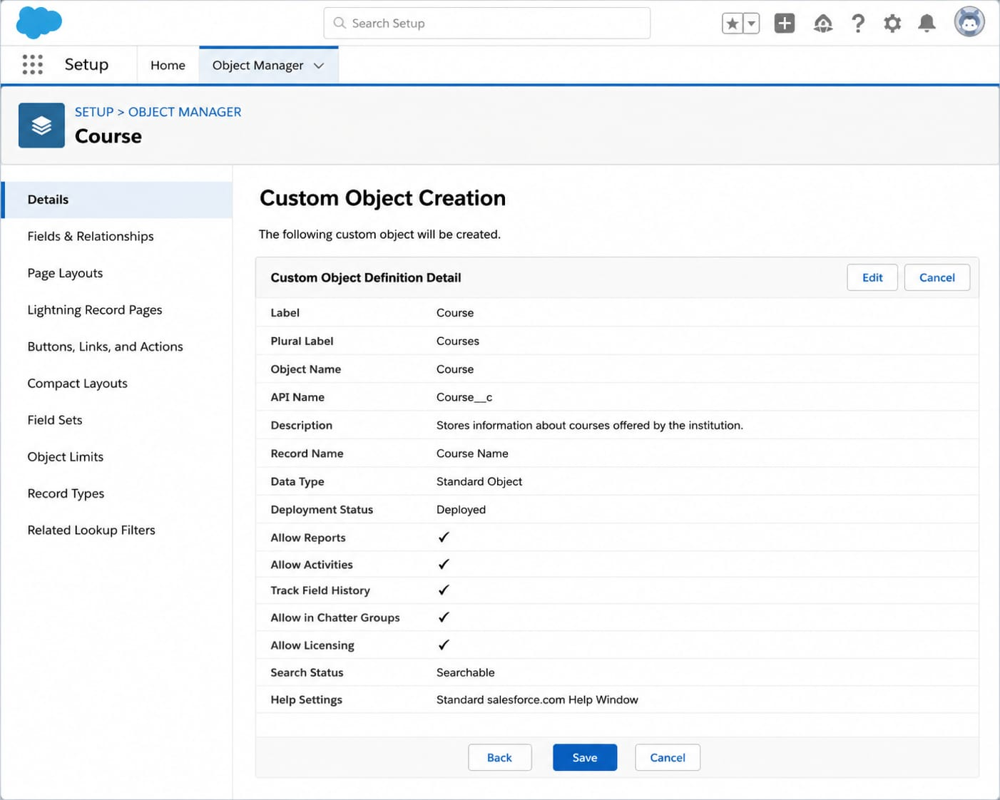 Search Setup
Setup
Home
Object Manager
SETUP > OBJECT MANAGER
Course
Details
Fields & Relationships
Page Layouts
Lightning Record Pages
Buttons, Links, and Actions
Compact Layouts
Field Sets
Object Limits
Record Types
Related Lookup Filters
Custom Object Creation
The following custom object will be created.
Custom Object Definition Detail
Edit
Cancel
Label Course
Plural Label Courses
Object Name Course
API Name Course__c
Description Stores information about courses offered by the institution.
Record Name Course Name
Data Type Standard Object
Deployment Status Deployed
Allow Reports ✓
Allow Activities ✓
Track Field History ✓
Allow in Chatter Groups ✓
Allow Licensing ✓
Search Status Searchable
Help Settings Standard salesforce.com Help Window
Back
Save
Cancel